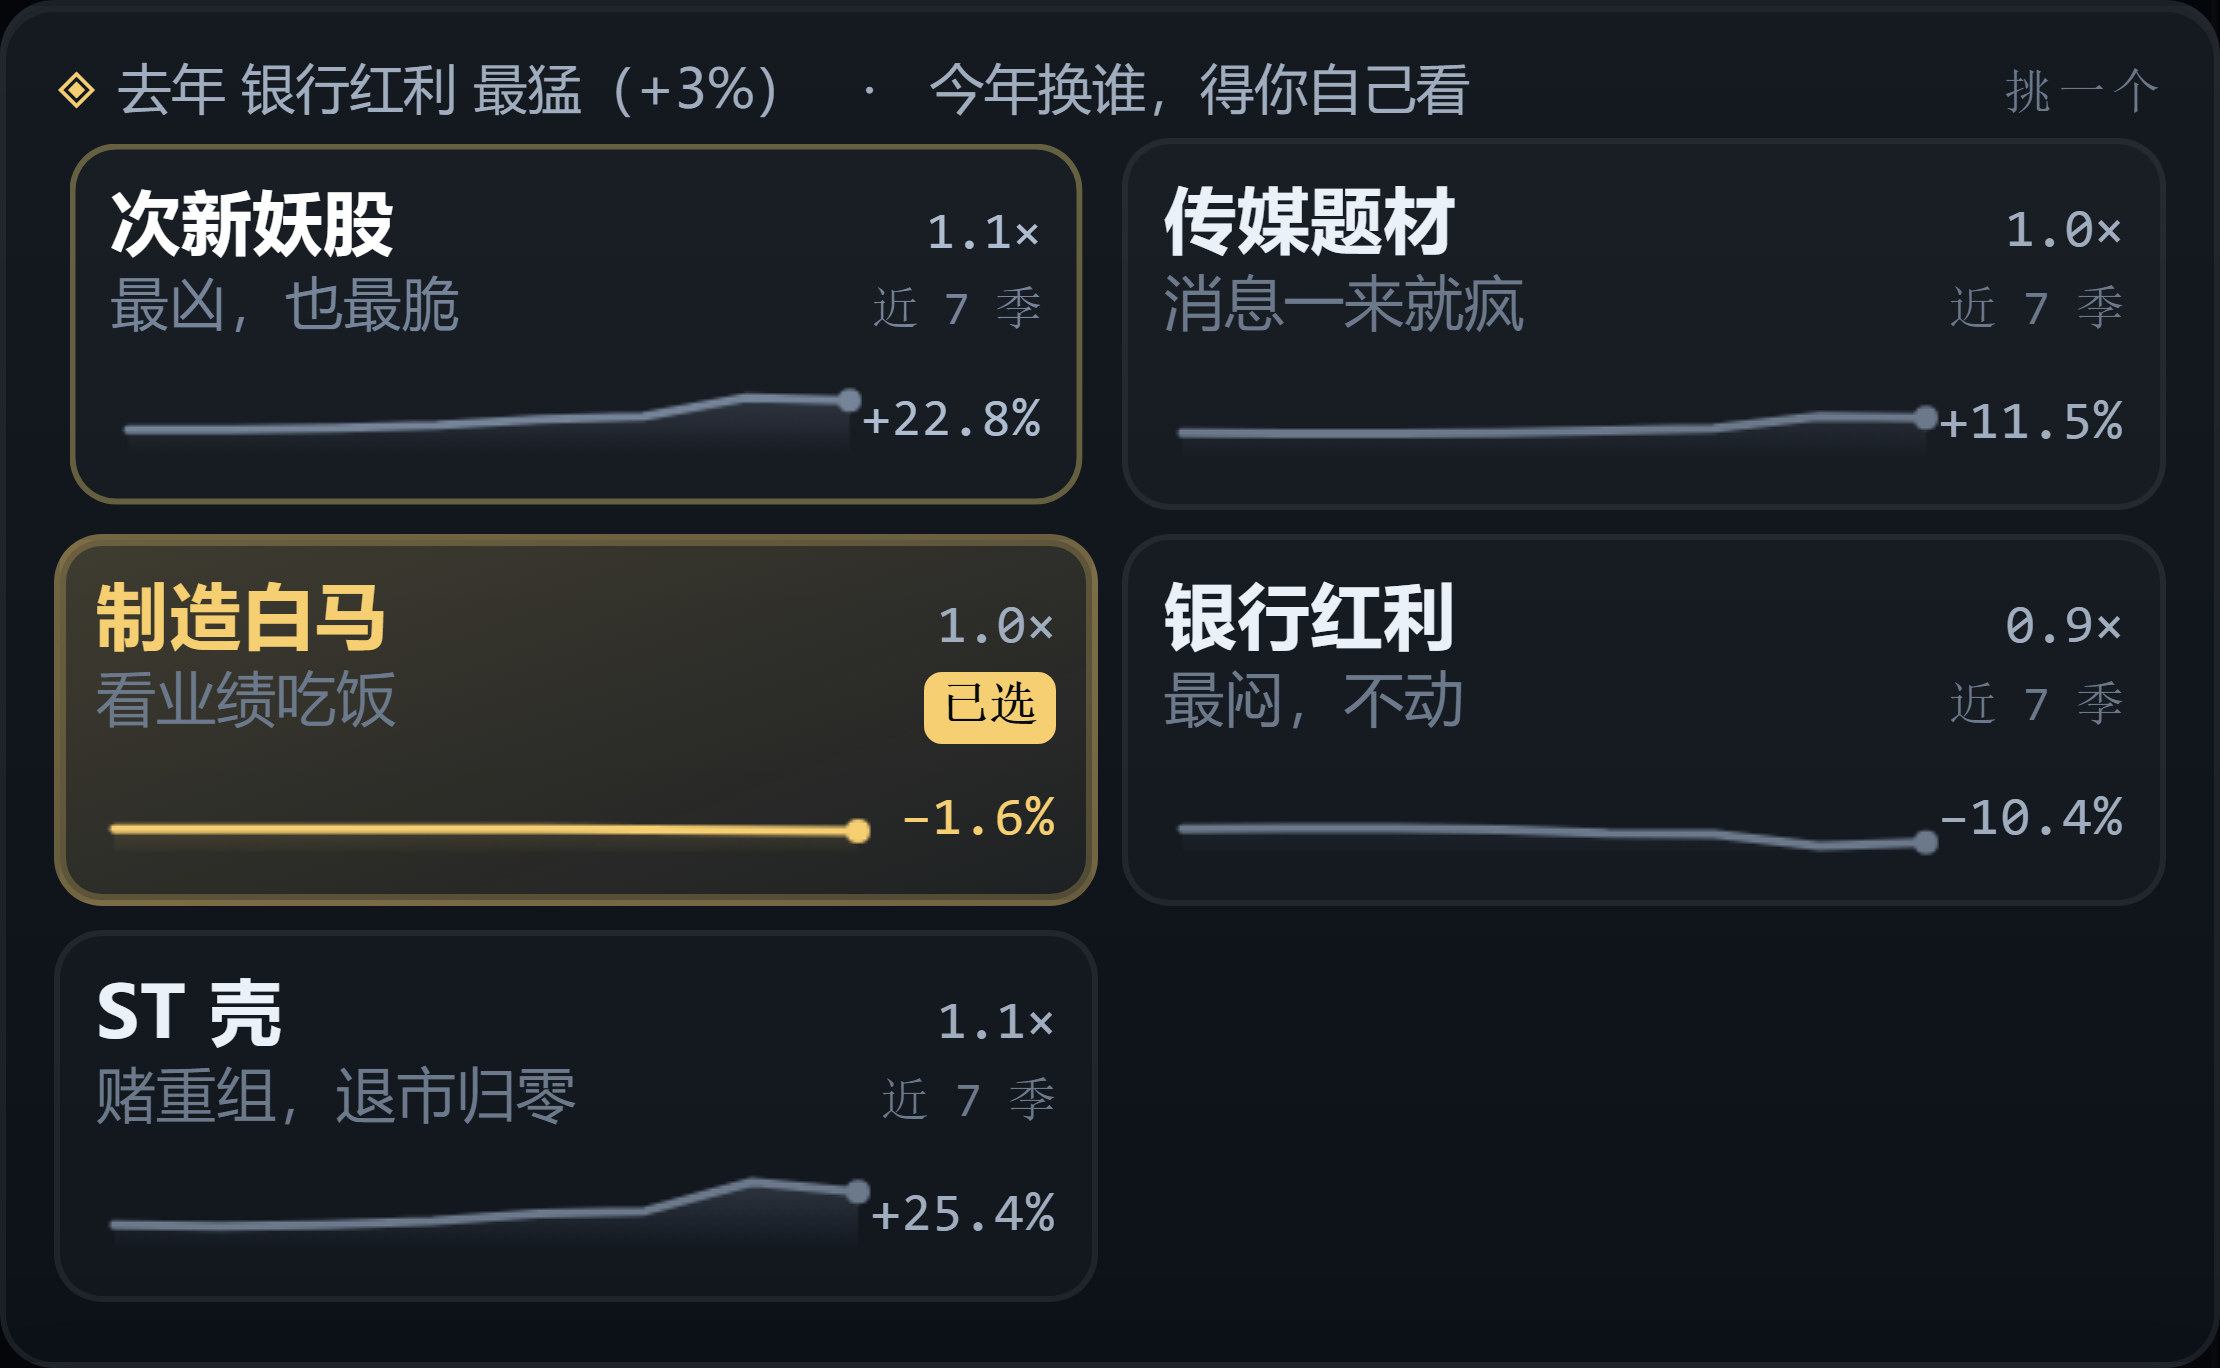 去年 银行红利 最猛（+3%） · 今年换谁，得你自己看
挑一个
次新妖股
1.1×
最凶，也最脆
近 7 季
+22.8%
传媒题材
1.0×
消息一来就疯
近 7 季
+11.5%
制造白马
1.0×
看业绩吃饭
已选
-1.6%
银行红利
0.9×
最闷，不动
近 7 季
-10.4%
ST 壳
1.1×
赌重组，退市归零
近 7 季
+25.4%